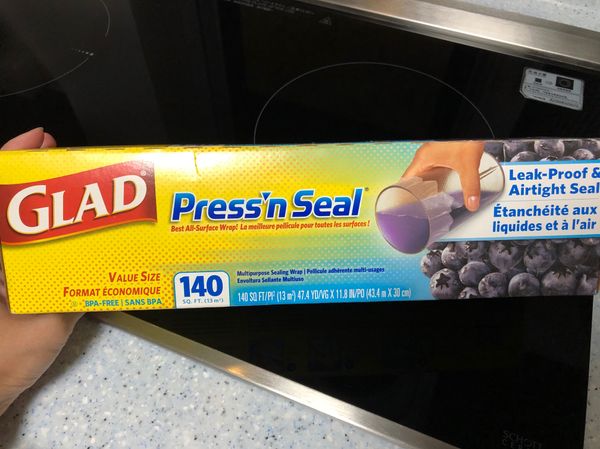 GLAD
Press'n Seal®
Best All-Surface Wrap! La meilleure pellicule pour toutes les surfaces!
Leak-Proof &
Airtight Seal
Étanchéité aux
liquides et à l'air
VALUE SIZE
FORMAT ÉCONOMIQUE
BPA-FREE | SANS BPA
140
SQ. FT. (13 m²)
Multipurpose Sealing Wrap | Pellicule adhérente multi-usages
Envoltura Sellante Multiuso
140 SQ FT/PI² (13 m²) 47.4 YD/VG X 11.8 IN/PO (43.4 m X 30 cm)
SCHOTT